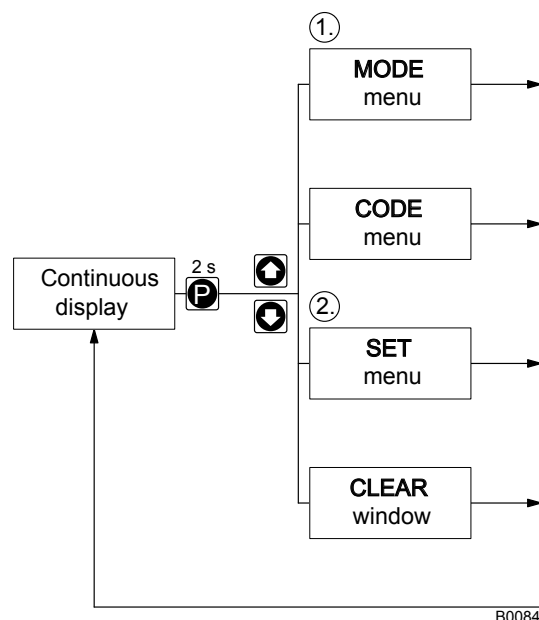 1.
MODE
menu
CODE
menu
Continuous
display
2 s
P
2.
SET
menu
CLEAR
window
B0084